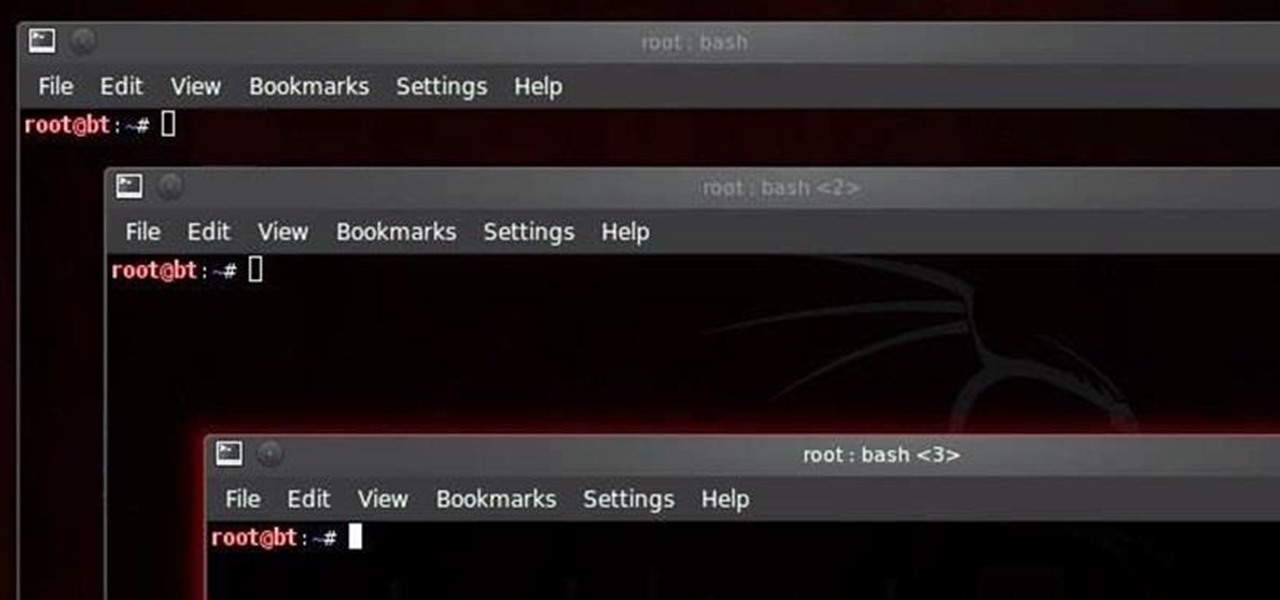 root : bash
File Edit View Bookmarks Settings Help
root@bt:~#
root : bash <2>
File Edit View Bookmarks Settings Help
root@bt:~#
root : bash <3>
File Edit View Bookmarks Settings Help
root@bt:~#